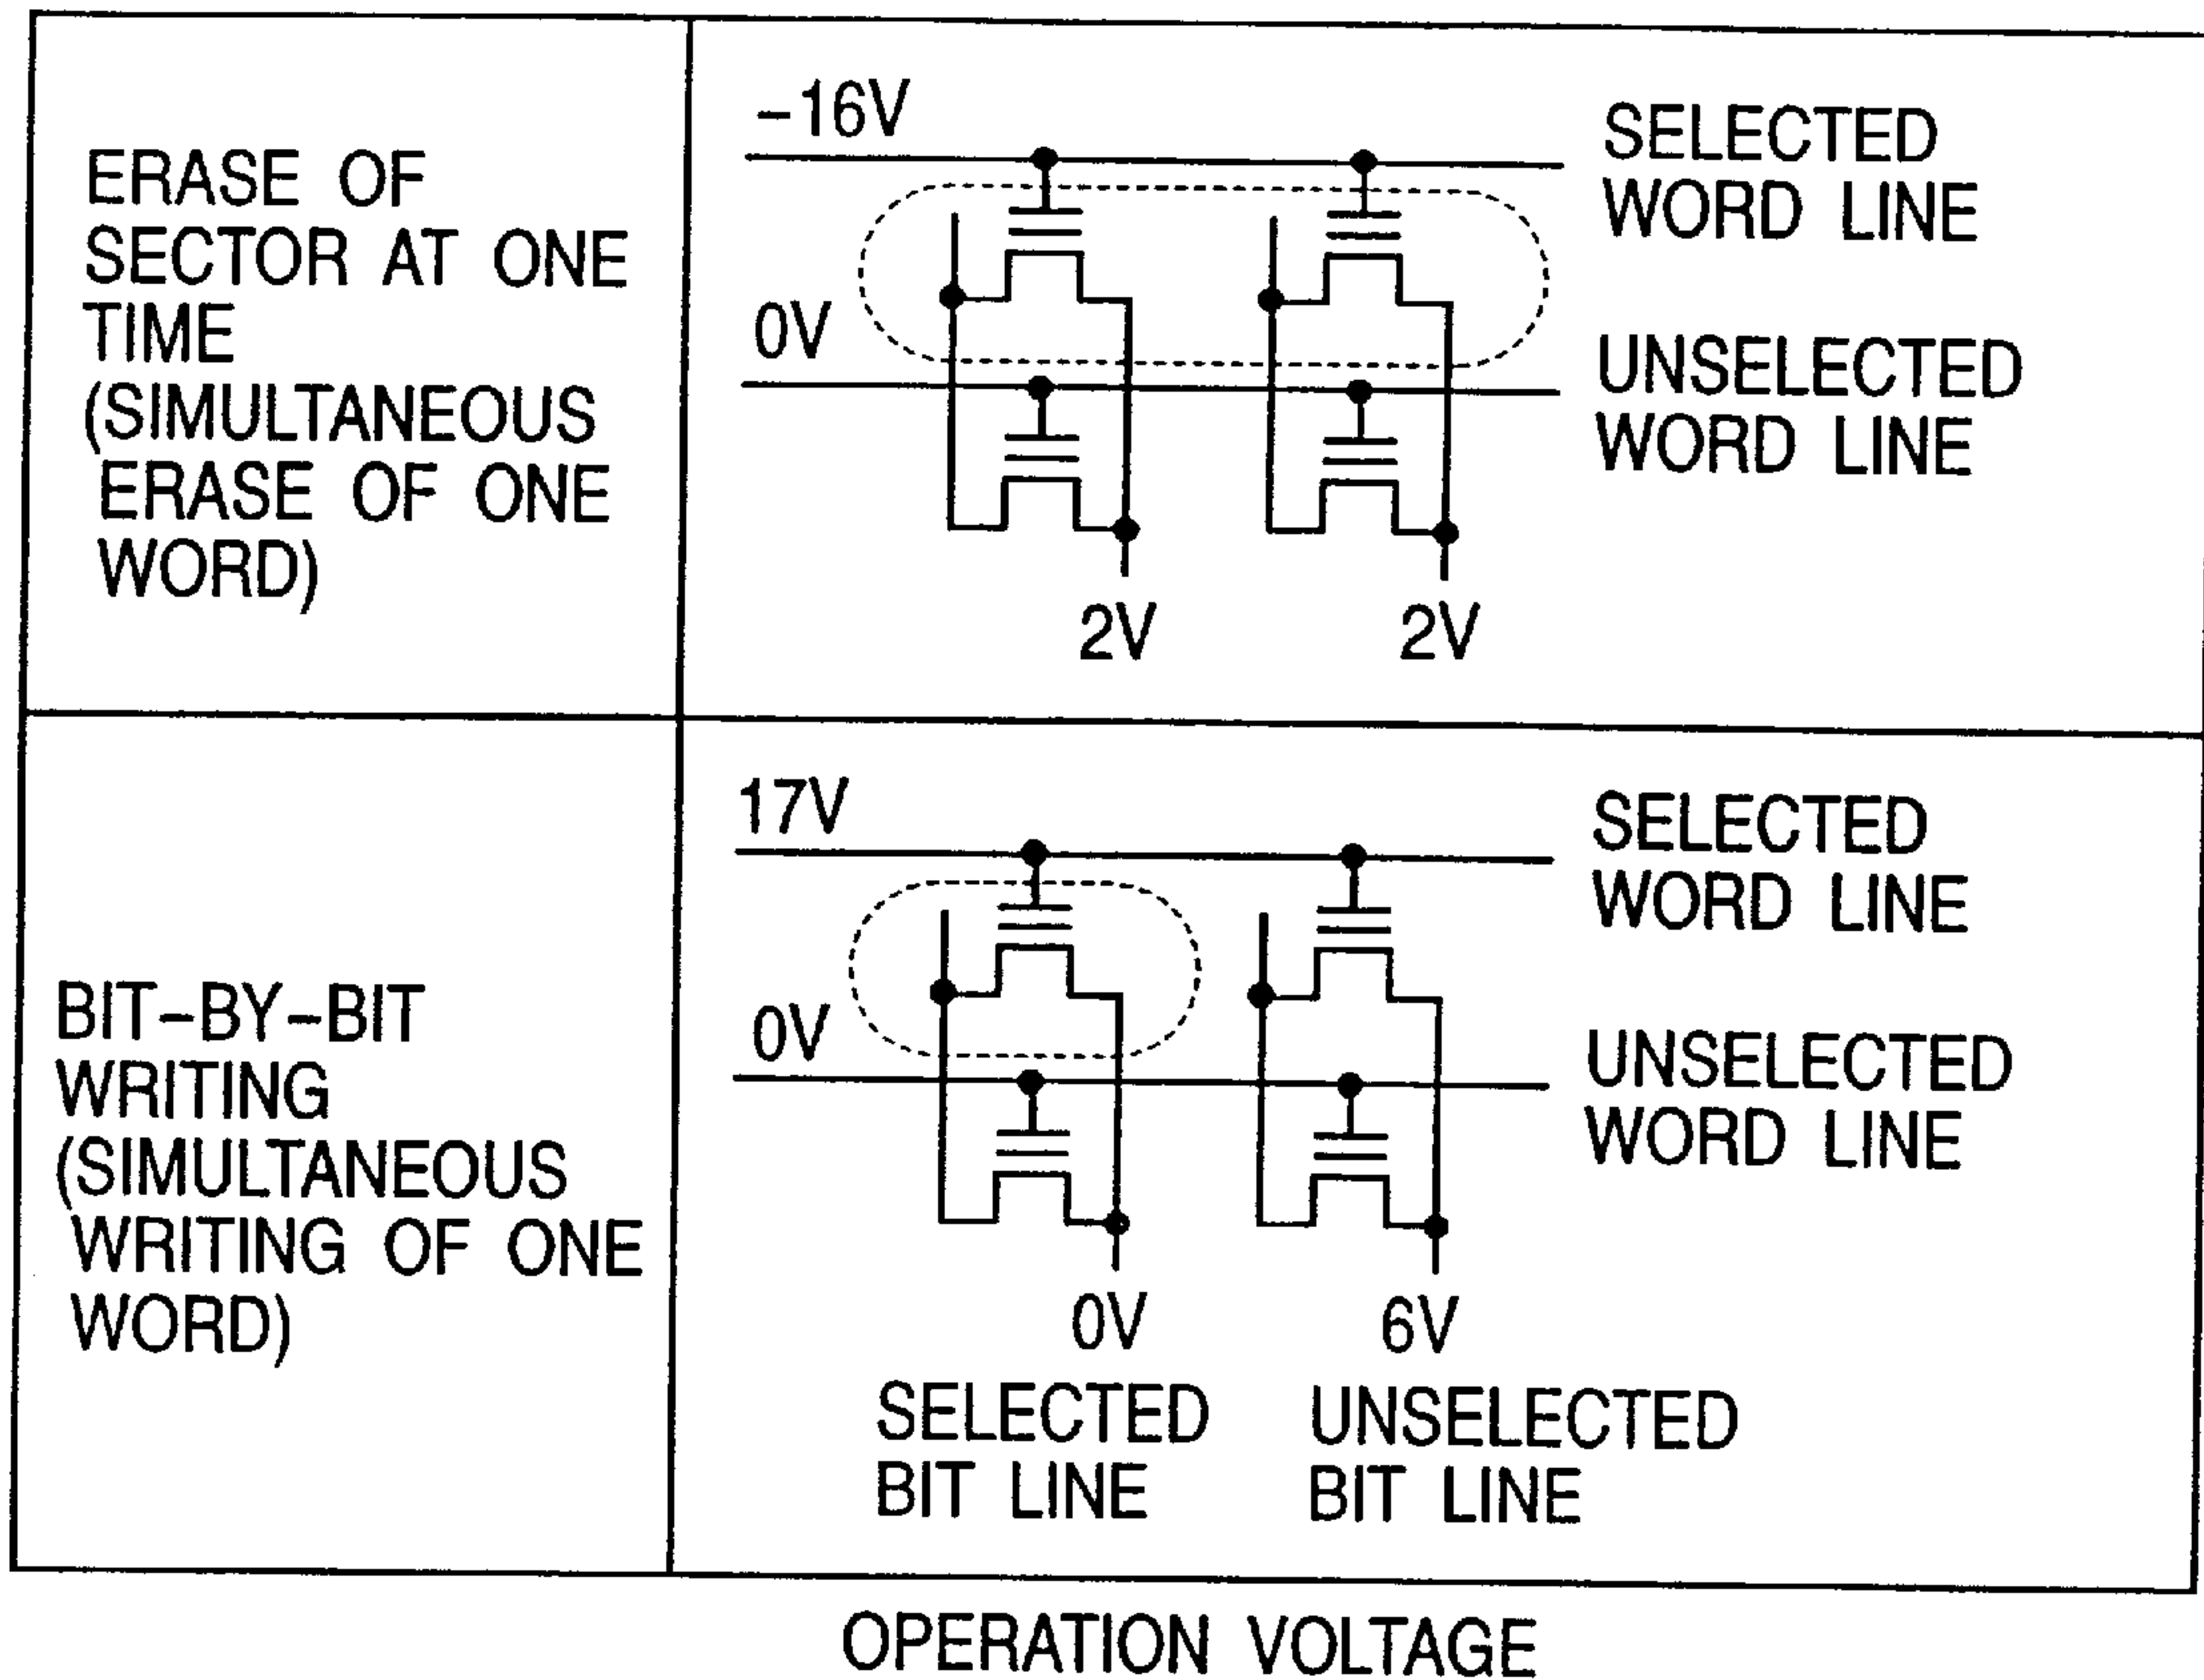 ERASE OF
SECTOR AT ONE
TIME
(SIMULTANEOUS
ERASE OF ONE
WORD)
-16V
SELECTED
WORD LINE
0V
UNSELECTED
WORD LINE
2V 2V
BIT-BY-BIT
WRITING
(SIMULTANEOUS
WRITING OF ONE
WORD)
17V
SELECTED
WORD LINE
0V
UNSELECTED
WORD LINE
0V 6V
SELECTED
BIT LINE
UNSELECTED
BIT LINE
OPERATION VOLTAGE